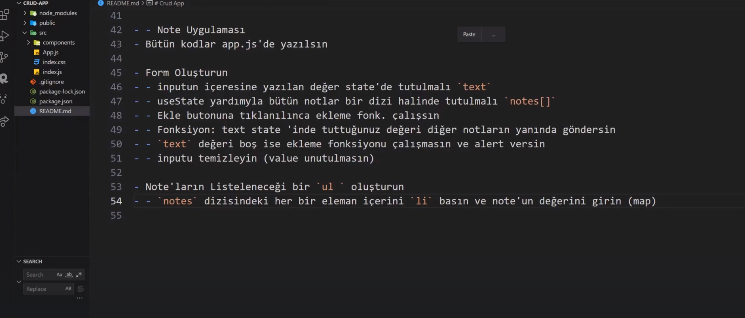 CRUD-APP
node_modules
public
src
components
App.js
index.css
index.js
.gitignore
package-lock.json
package.json
README.md
SEARCH
Search
Aa
ab
.*
Replace
AB
...
README.md > # Crud App
Paste
...
41
42 - - Note Uygulaması
43 - Bütün kodlar app.js'de yazılsın
44
45 - Form Oluşturun
46 - - inputun içeresine yazılan değer state'de tutulmalı `text`
47 - - useState yardımıyla bütün notlar bir dizi halinde tutulmalı `notes[]`
48 - - Ekle butonuna tıklanılınca ekleme fonk. çalışsın
49 - - Fonksiyon: text state 'inde tuttuğunuz değeri diğer notların yanında göndersin
50 - - `text` değeri boş ise ekleme fonksiyonu çalışmasın ve alert versin
51 - - inputu temizleyin (value unutulmasın)
52
53 - Note'ların Listeleneceği bir `ul ` oluşturun
54 - - `notes` dizisindeki her bir eleman içerini `li` basın ve note'un değerini girin (map)
55